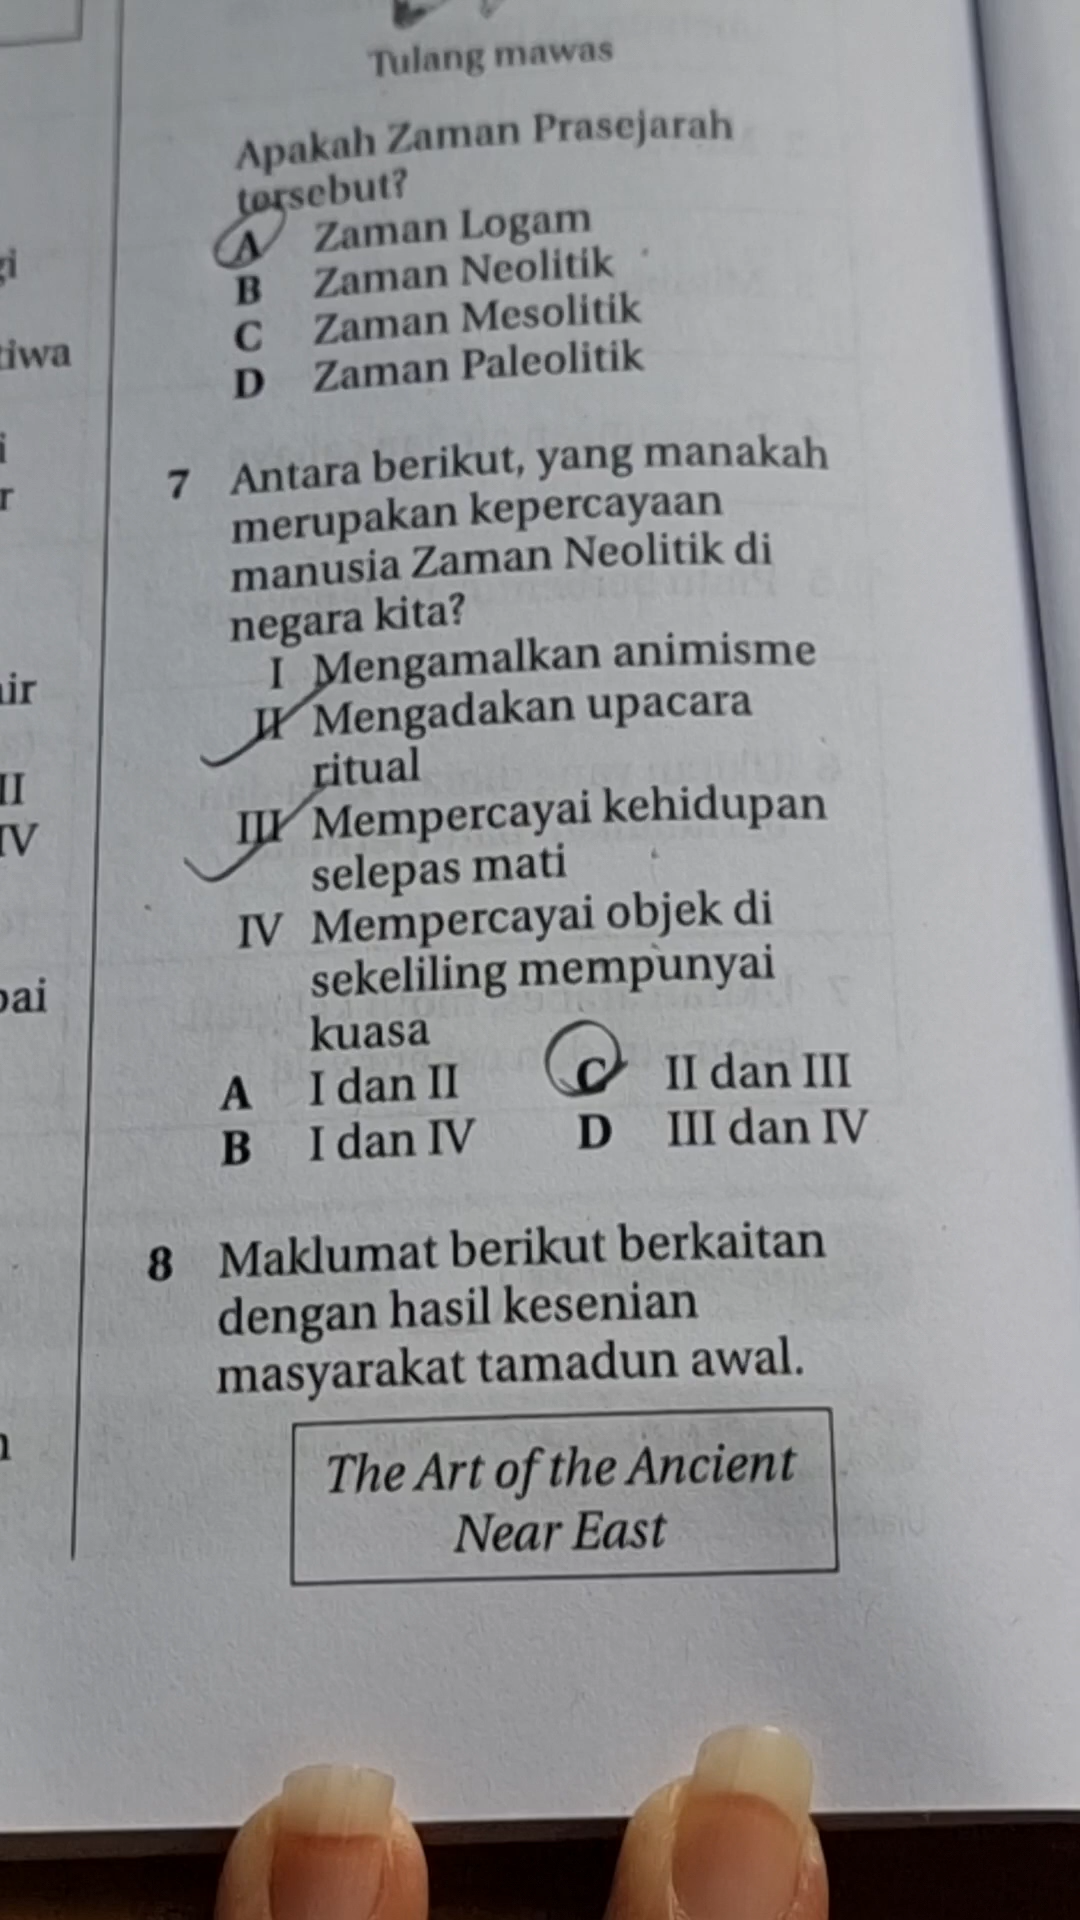 Tulang mawas
Apakah Zaman Prasejarah
tersebut?
A Zaman Logam
B Zaman Neolitik
C Zaman Mesolitik
D Zaman Paleolitik
7 Antara berikut, yang manakah
merupakan kepercayaan
manusia Zaman Neolitik di
negara kita?
I Mengamalkan animisme
II Mengadakan upacara
ritual
III Mempercayai kehidupan
selepas mati
IV Mempercayai objek di
sekeliling mempunyai
kuasa
A I dan II C II dan III
B I dan IV D III dan IV
8 Maklumat berikut berkaitan
dengan hasil kesenian
masyarakat tamadun awal.
The Art of the Ancient
Near East